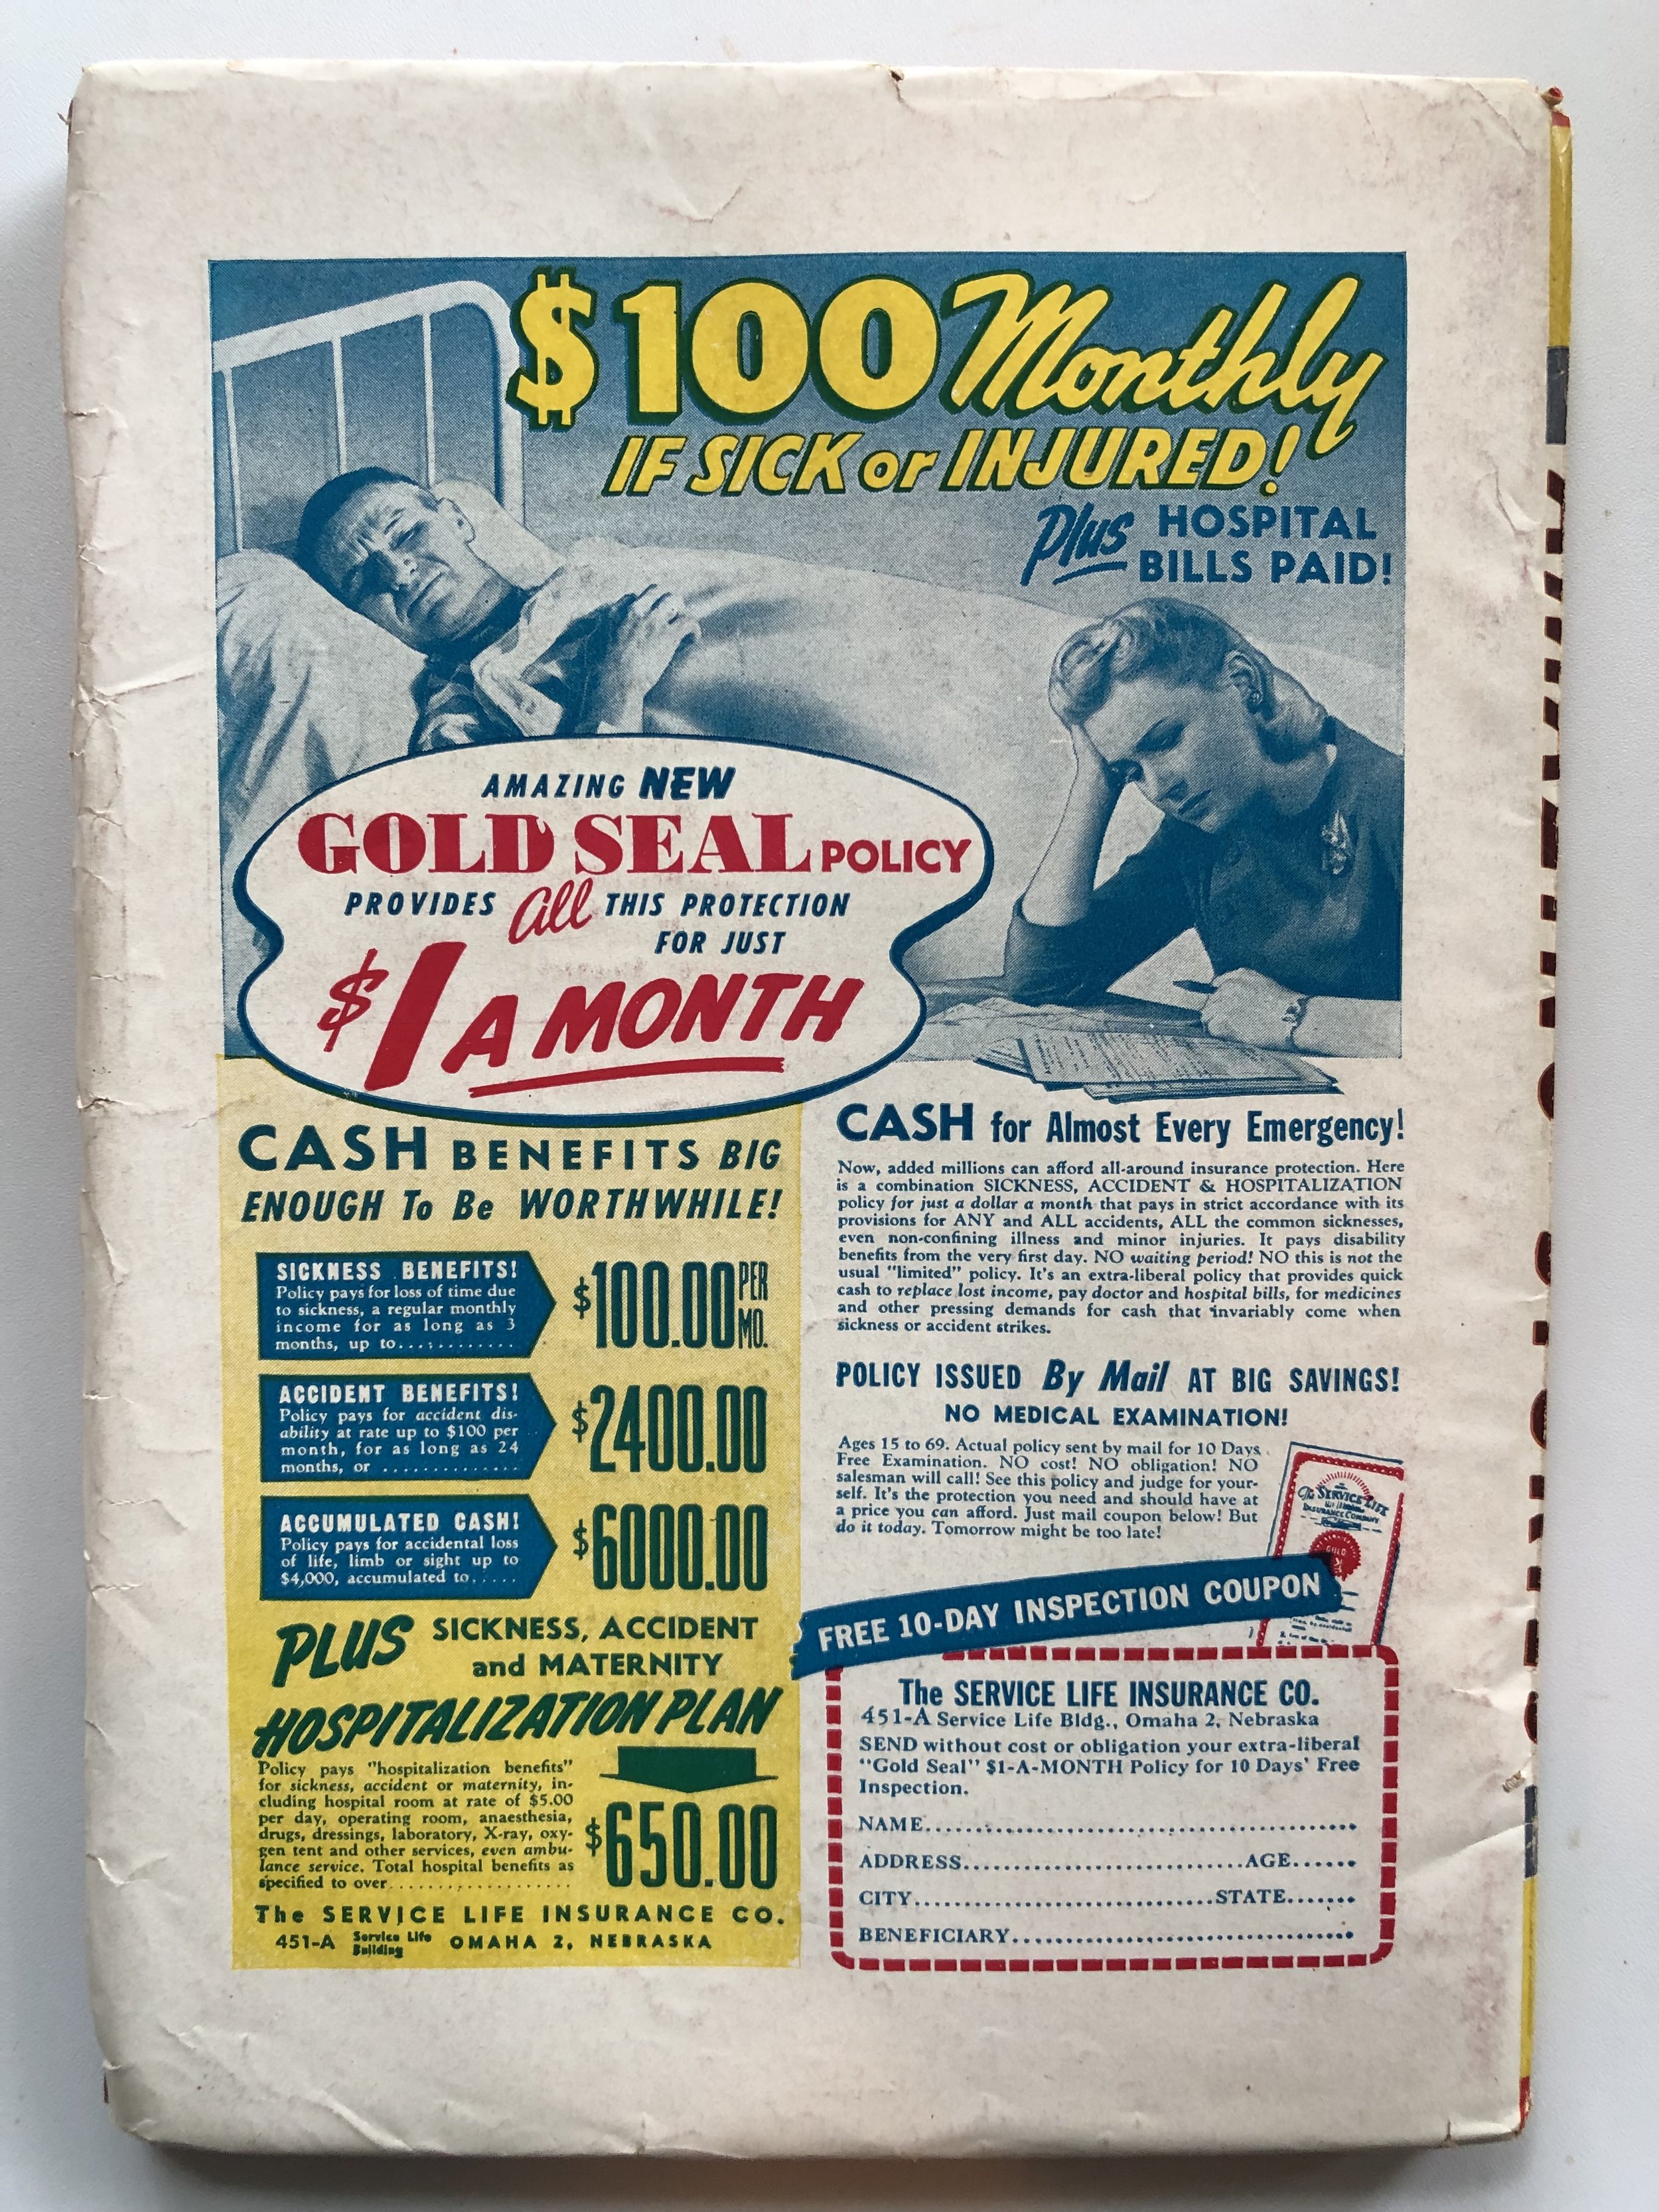 $100 Monthly
IF SICK or INJURED!
Plus HOSPITAL
BILLS PAID!
AMAZING NEW
GOLD SEAL POLICY
PROVIDES all THIS PROTECTION
FOR JUST
$1 A MONTH
CASH BENEFITS BIG
ENOUGH To Be WORTHWHILE!
SICKNESS BENEFITS!
Policy pays for loss of time due
to sickness, a regular monthly
income for as long as 3
months, up to............
$100.00 PER
MO.
ACCIDENT BENEFITS!
Policy pays for accident dis-
ability at rate up to $100 per
month, for as long as 24
months, or ..............
$2400.00
ACCUMULATED CASH!
Policy pays for accidental loss
of life, limb or sight up to
$4,000, accumulated to.....
$6000.00
PLUS SICKNESS, ACCIDENT
and MATERNITY
HOSPITALIZATION PLAN
Policy pays "hospitalization benefits"
for sickness, accident or maternity, in-
cluding hospital room at rate of $5.00
per day, operating room, anaesthesia,
drugs, dressings, laboratory, X-ray, oxy-
gen tent and other services, even ambu-
lance service. Total hospital benefits as
specified to over...................
$650.00
The SERVICE LIFE INSURANCE CO.
451-A Service Life
Building OMAHA 2, NEBRASKA
CASH for Almost Every Emergency!
Now, added millions can afford all-around insurance protection. Here
is a combination SICKNESS, ACCIDENT & HOSPITALIZATION
policy for just a dollar a month that pays in strict accordance with its
provisions for ANY and ALL accidents, ALL the common sicknesses,
even non-confining illness and minor injuries. It pays disability
benefits from the very first day. NO waiting period! NO this is not the
usual "limited" policy. It's an extra-liberal policy that provides quick
cash to replace lost income, pay doctor and hospital bills, for medicines
and other pressing demands for cash that invariably come when
sickness or accident strikes.
POLICY ISSUED By Mail AT BIG SAVINGS!
NO MEDICAL EXAMINATION!
Ages 15 to 69. Actual policy sent by mail for 10 Days
Free Examination. NO cost! NO obligation! NO
salesman will call! See this policy and judge for your-
self. It's the protection you need and should have at
a price you can afford. Just mail coupon below! But
do it today. Tomorrow might be too late!
The SERVICE LIFE
INSURANCE COMPANY
GOLD
FREE 10-DAY INSPECTION COUPON
The SERVICE LIFE INSURANCE CO.
451-A Service Life Bldg., Omaha 2, Nebraska
SEND without cost or obligation your extra-liberal
"Gold Seal" $1-A-MONTH Policy for 10 Days' Free
Inspection.
NAME..........................................
ADDRESS............................AGE......
CITY..............................STATE.......
BENEFICIARY.................................